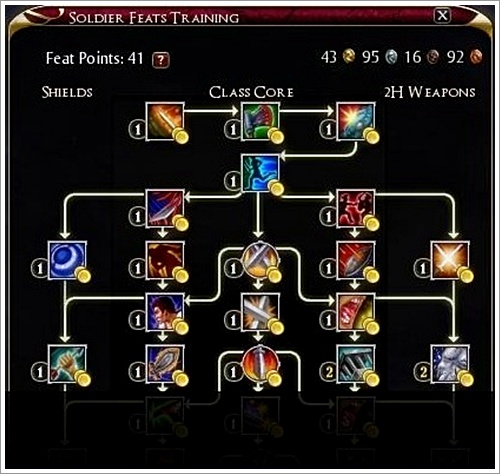 SOLDIER FEATS TRAINING X
Feat Points: 41 ? 43 95 16 92
SHIELDS CLASS CORE 2H WEAPONS
1 1 1
1
1 1
1 1 1 1 1
1 1 1
1 1 1 2 2